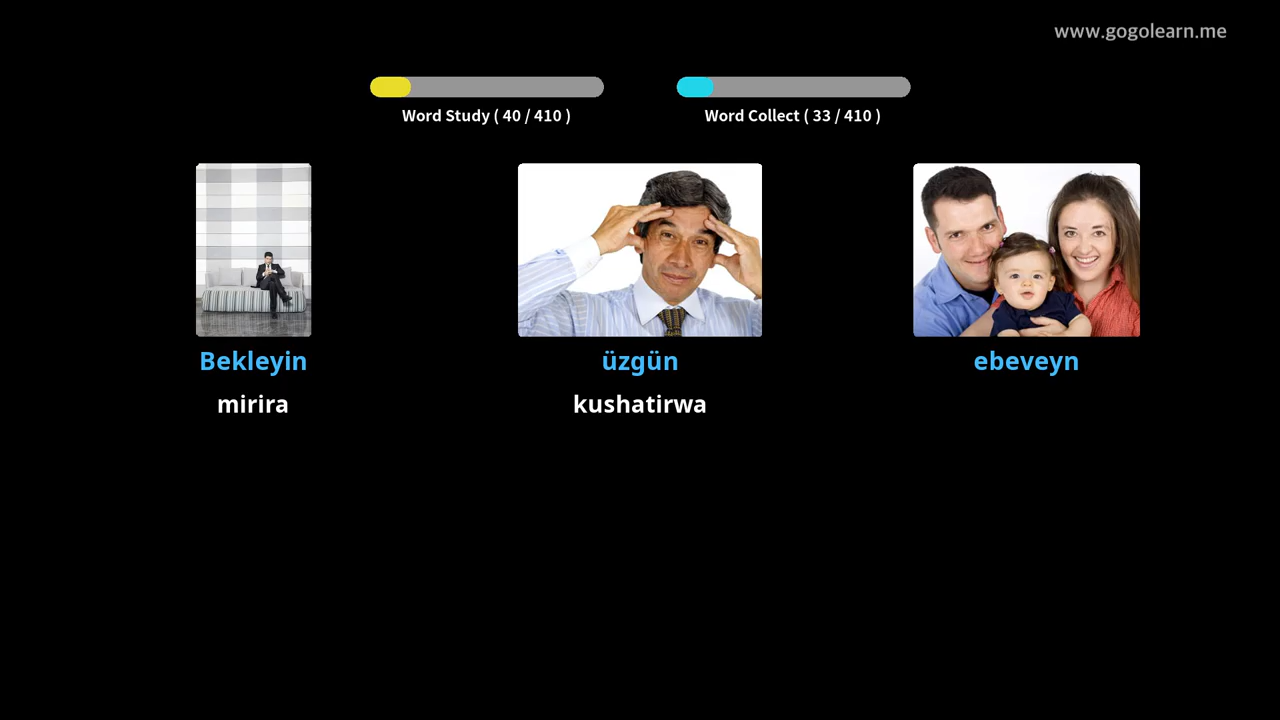 www.gogolearn.me
Word Study ( 40 / 410 )
Word Collect ( 33 / 410 )
Bekleyin
mirira
üzgün
kushatirwa
ebeveyn